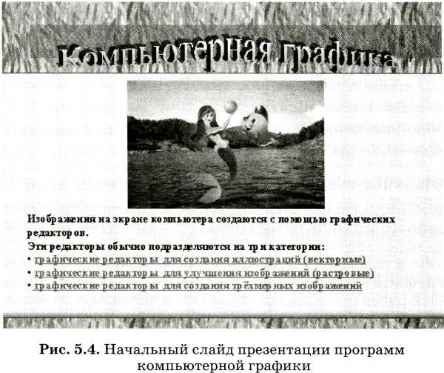 Компьютерная графика
Изображения на экране компьютера создаются с помощью графических
редакторов.
Эти редакторы обычно подразделяются на три категории:
• графические редакторы для создания иллюстраций (векторные)
• графические редакторы для улучшения изображений (растровые)
• графические редакторы для создания трёхмерных изображений
Рис. 5.4. Начальный слайд презентации программ
компьютерной графики